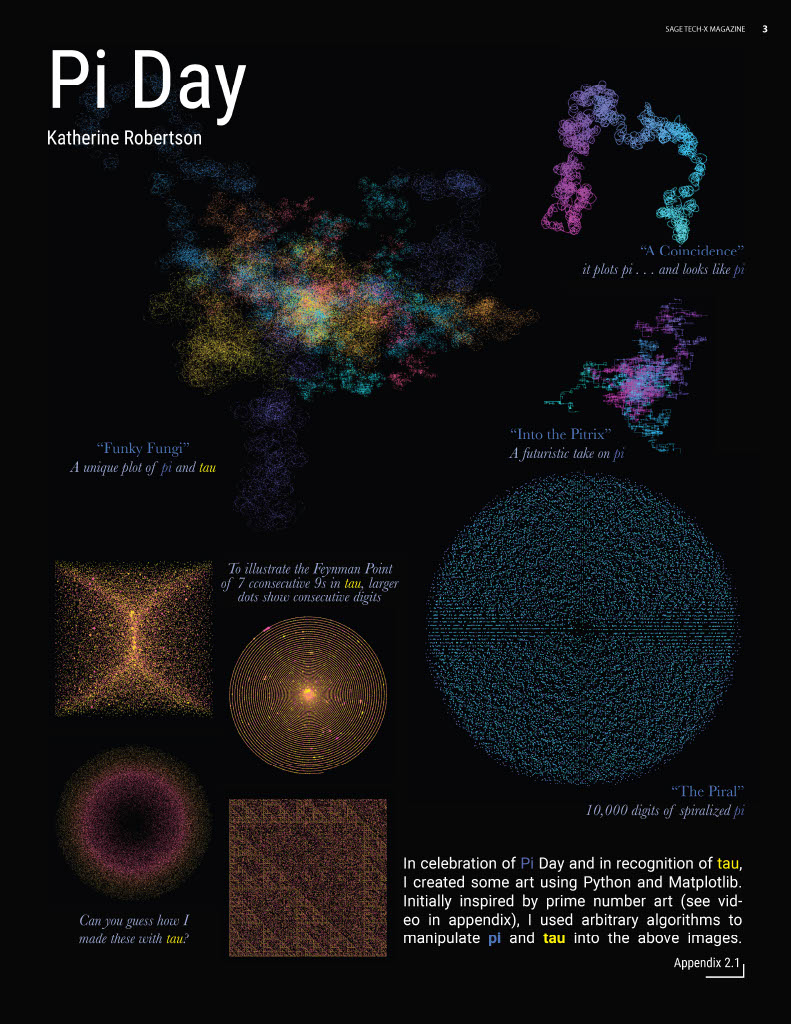 SAGE TECH-X MAGAZINE 3
Pi Day
Katherine Robertson
“A Coincidence”
it plots pi . . . and looks like pi
“Into the Pitrix”
A futuristic take on pi
“Funky Fungi”
A unique plot of pi and tau
To illustrate the Feynman Point
of 7 cconsecutive 9s in tau, larger
dots show consecutive digits
“The Piral”
10,000 digits of spiralized pi
Can you guess how I
made these with tau?
In celebration of Pi Day and in recognition of tau,
I created some art using Python and Matplotlib.
Initially inspired by prime number art (see vid-
eo in appendix), I used arbitrary algorithms to
manipulate pi and tau into the above images.
Appendix 2.1